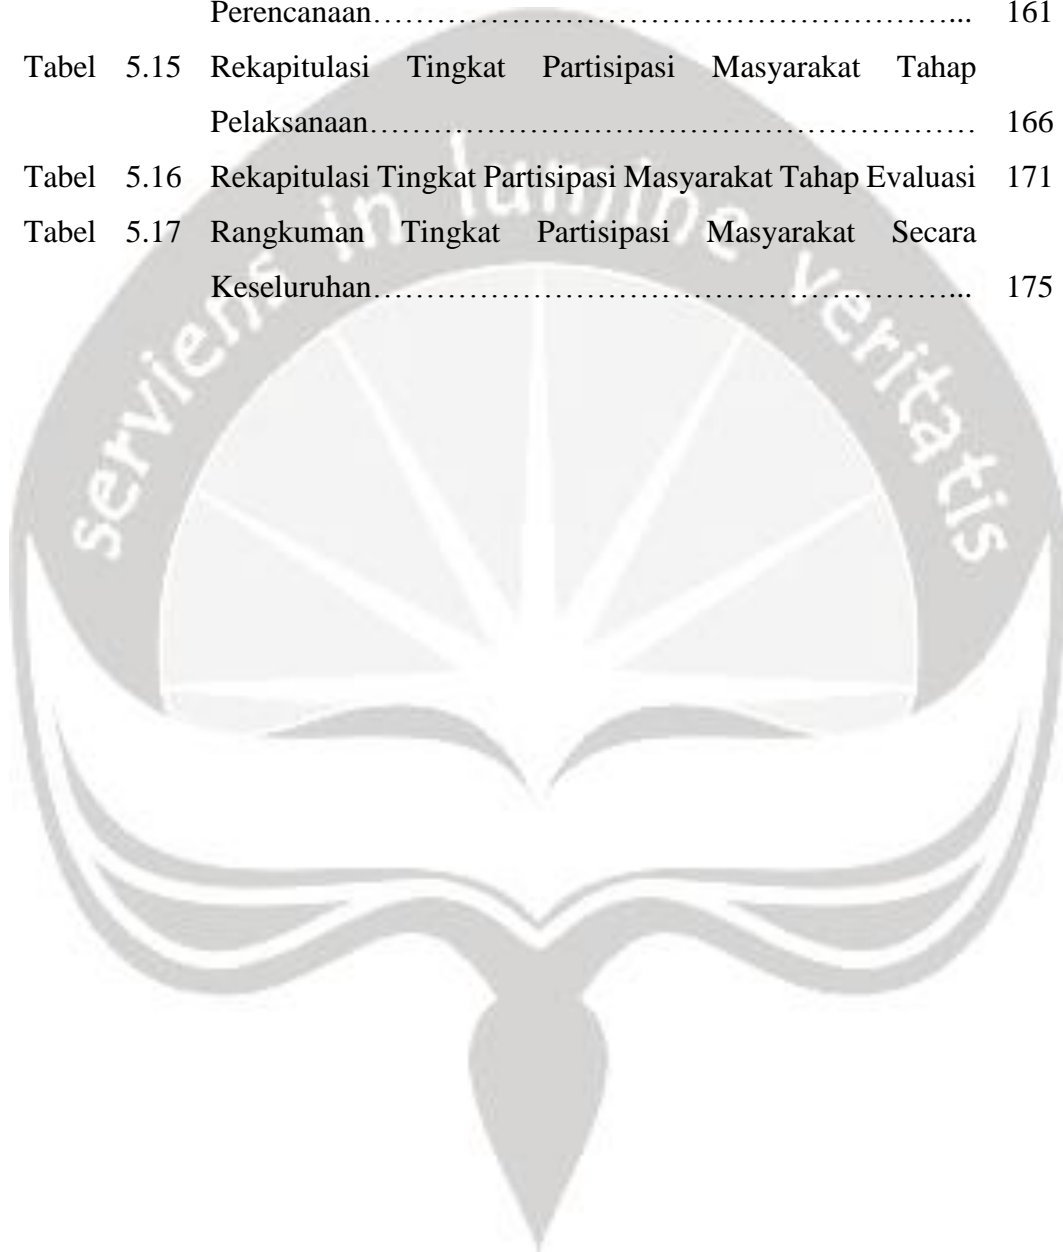 Perencanaan………………………………………………... 161
Tabel 5.15 Rekapitulasi Tingkat Partisipasi Masyarakat Tahap
Pelaksanaan………………………………………………… 166
Tabel 5.16 Rekapitulasi Tingkat Partisipasi Masyarakat Tahap Evaluasi 171
Tabel 5.17 Rangkuman Tingkat Partisipasi Masyarakat Secara
Keseluruhan………………………………………………... 175
serviens in lumine veritatis